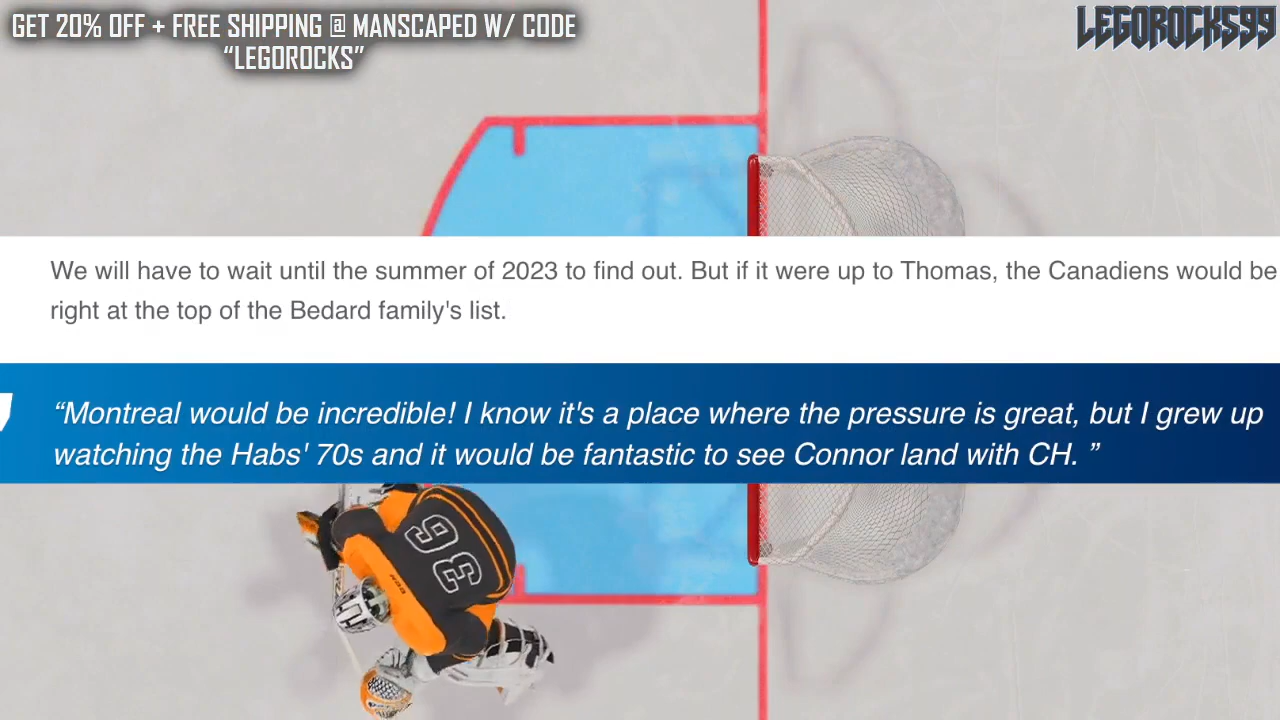 GET 20% OFF + FREE SHIPPING @ MANSCAPED W/ CODE
“LEGOROCKS”
LEGOROCKS99
We will have to wait until the summer of 2023 to find out. But if it were up to Thomas, the Canadiens would be
right at the top of the Bedard family's list.
“Montreal would be incredible! I know it's a place where the pressure is great, but I grew up
watching the Habs' 70s and it would be fantastic to see Connor land with CH. ”
36